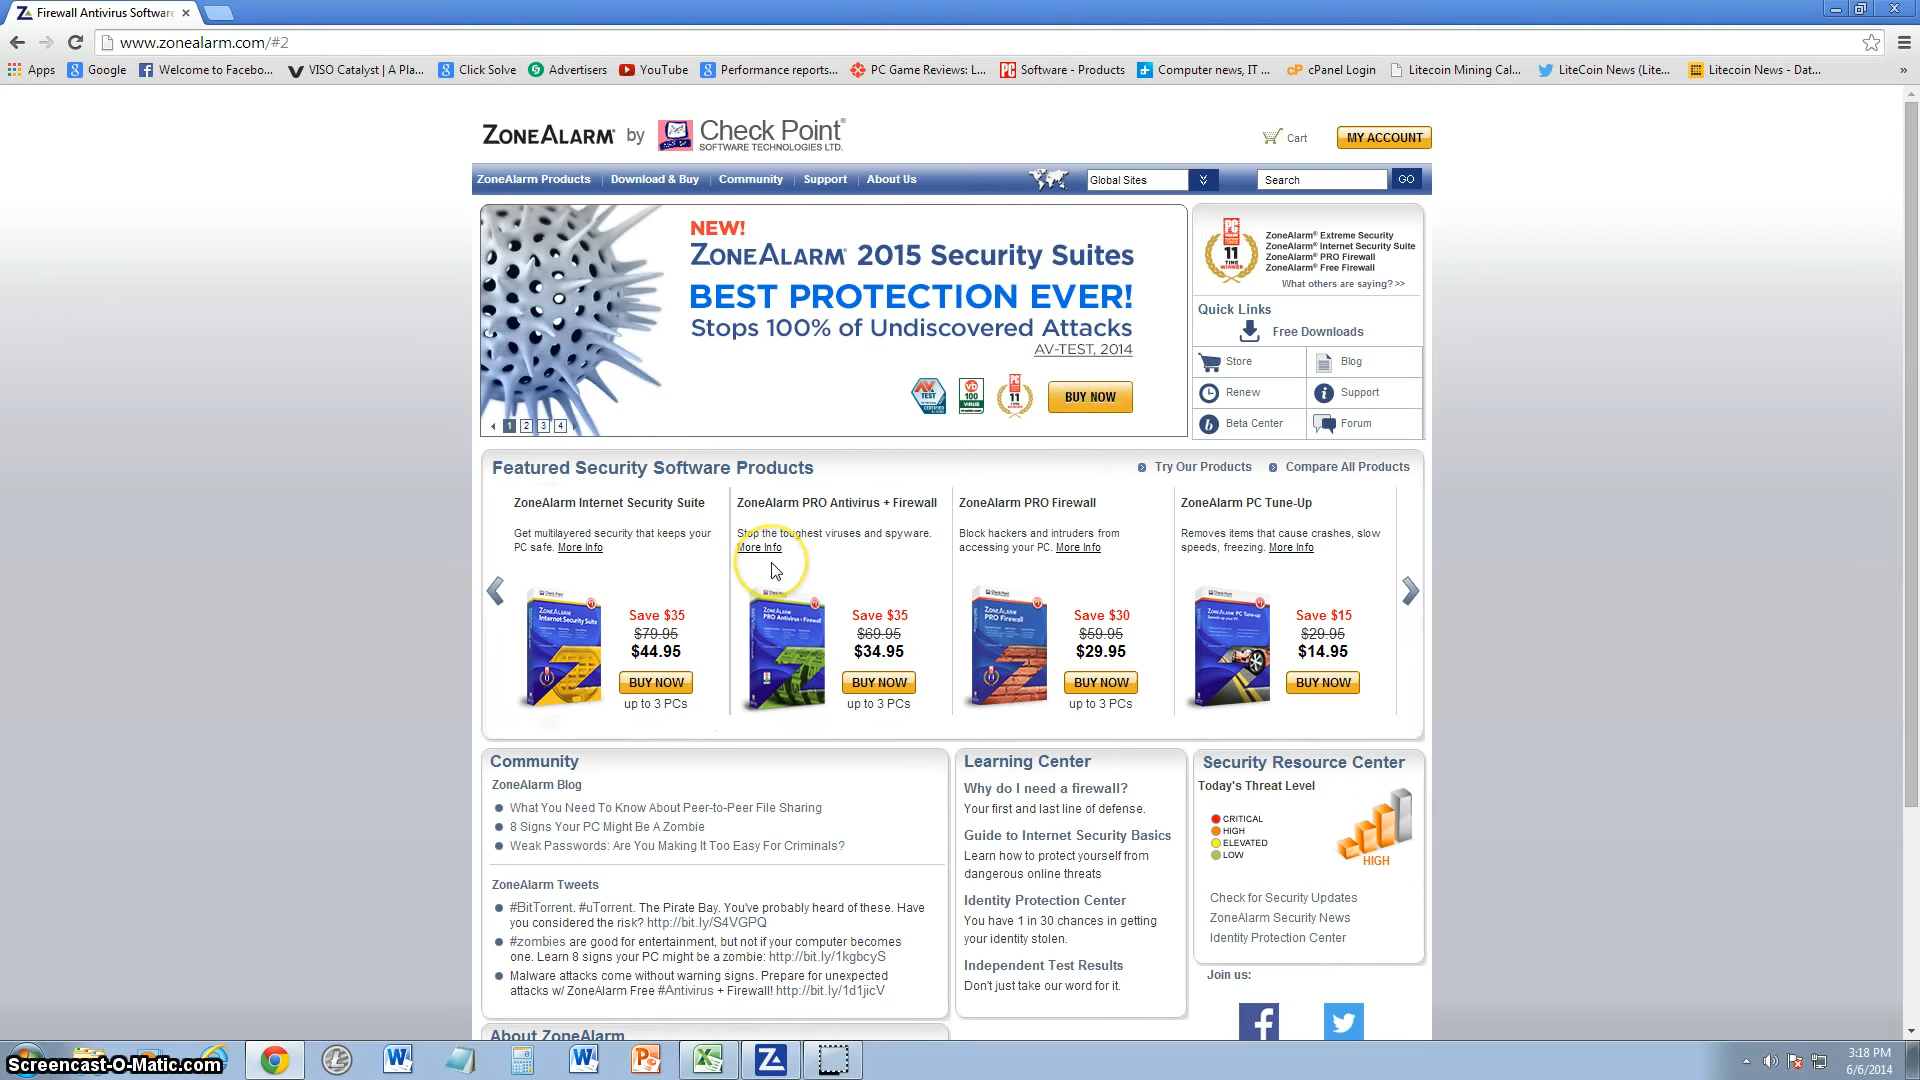 Firewall Antivirus Software
www.zonealarm.com/#2
Apps
Google
Welcome to Facebo...
VISO Catalyst | A Pla...
Click Solve
Advertisers
YouTube
Performance reports...
PC Game Reviews: L...
Software - Products
Computer news, IT ...
cPanel Login
Litecoin Mining Cal...
LiteCoin News (Lite...
Litecoin News - Dat...
»
ZONEALARM® by Check Point®
SOFTWARE TECHNOLOGIES LTD.
Cart
MY ACCOUNT
ZoneAlarm Products
Download & Buy
Community
Support
About Us
Global Sites
Search
GO
NEW!
ZONEALARM® 2015 Security Suites
BEST PROTECTION EVER!
Stops 100% of Undiscovered Attacks
AV-TEST, 2014
BUY NOW
1 2 3 4
PC
11
TIME
WINNER
ZoneAlarm® Extreme Security
ZoneAlarm® Internet Security Suite
ZoneAlarm® PRO Firewall
ZoneAlarm® Free Firewall
What others are saying? >>
Quick Links
Free Downloads
Store
Blog
Renew
Support
Beta Center
Forum
Featured Security Software Products
Try Our Products
Compare All Products
ZoneAlarm Internet Security Suite
Get multilayered security that keeps your
PC safe. More Info
Save $35
$79.95
$44.95
BUY NOW
up to 3 PCs
ZoneAlarm PRO Antivirus + Firewall
Stop the toughest viruses and spyware.
More Info
Save $35
$69.95
$34.95
BUY NOW
up to 3 PCs
ZoneAlarm PRO Firewall
Block hackers and intruders from
accessing your PC. More Info
Save $30
$59.95
$29.95
BUY NOW
up to 3 PCs
ZoneAlarm PC Tune-Up
Removes items that cause crashes, slow
speeds, freezing. More Info
Save $15
$29.95
$14.95
BUY NOW
Community
ZoneAlarm Blog
What You Need To Know About Peer-to-Peer File Sharing
8 Signs Your PC Might Be A Zombie
Weak Passwords: Are You Making It Too Easy For Criminals?
ZoneAlarm Tweets
#BitTorrent. #uTorrent. The Pirate Bay. You've probably heard of these. Have
you considered the risk? http://bit.ly/S4VGPQ
#zombies are good for entertainment, but not if your computer becomes
one. Learn 8 signs your PC might be a zombie: http://bit.ly/1kgbcyS
Malware attacks come without warning signs. Prepare for unexpected
attacks w/ ZoneAlarm Free #Antivirus + Firewall! http://bit.ly/1d1jicV
About ZoneAlarm
Learning Center
Why do I need a firewall?
Your first and last line of defense.
Guide to Internet Security Basics
Learn how to protect yourself from
dangerous online threats
Identity Protection Center
You have 1 in 30 chances in getting
your identity stolen.
Independent Test Results
Don't just take our word for it.
Security Resource Center
Today's Threat Level
CRITICAL
HIGH
ELEVATED
LOW
HIGH
Check for Security Updates
ZoneAlarm Security News
Identity Protection Center
Join us:
Screencast-O-Matic.com
3:18 PM
6/6/2014